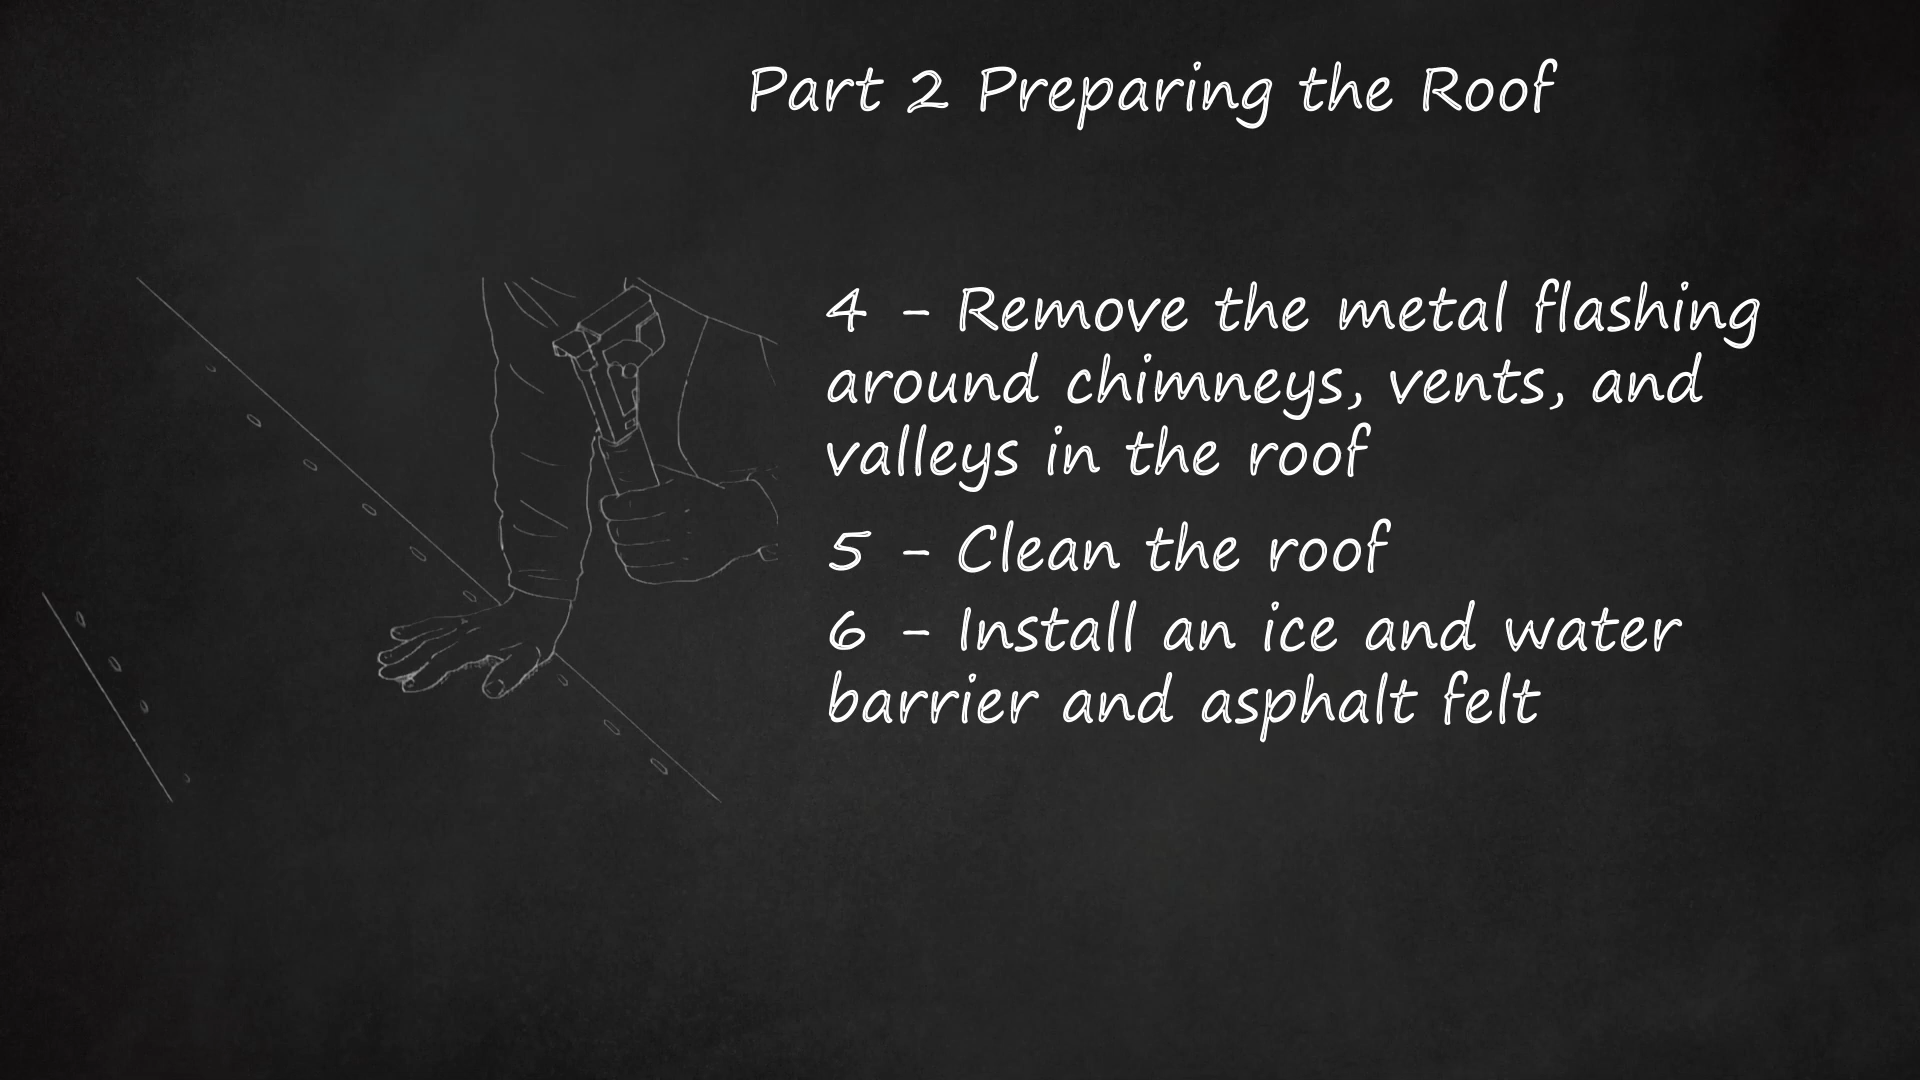 Part 2 Preparing the Roof
4 - Remove the metal flashing
around chimneys, vents, and
valleys in the roof
5 - Clean the roof
6 - Install an ice and water
barrier and asphalt felt